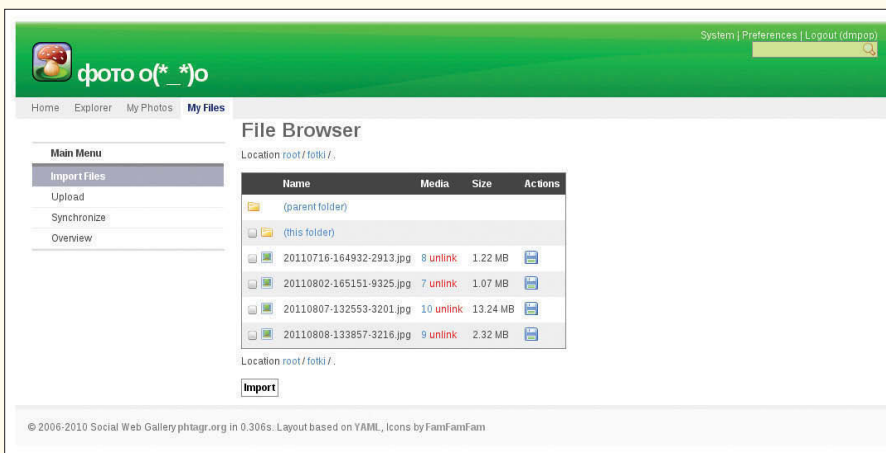 System | Preferences | Logout (dmpop)
фото o(*_*)o
Home Explorer My Photos My Files
File Browser
Main Menu
Import Files
Upload
Synchronize
Overview
Location root / fotki / .
Name Media Size Actions
(parent folder)
(this folder)
20110716-164932-2913.jpg 8 unlink 1.22 MB
20110802-165151-9325.jpg 7 unlink 1.07 MB
20110807-132553-3201.jpg 10 unlink 13.24 MB
20110808-133857-3216.jpg 9 unlink 2.32 MB
Location root / fotki / .
Import
© 2006-2010 Social Web Gallery phtagr.org in 0.306s. Layout based on YAML, Icons by FamFamFam